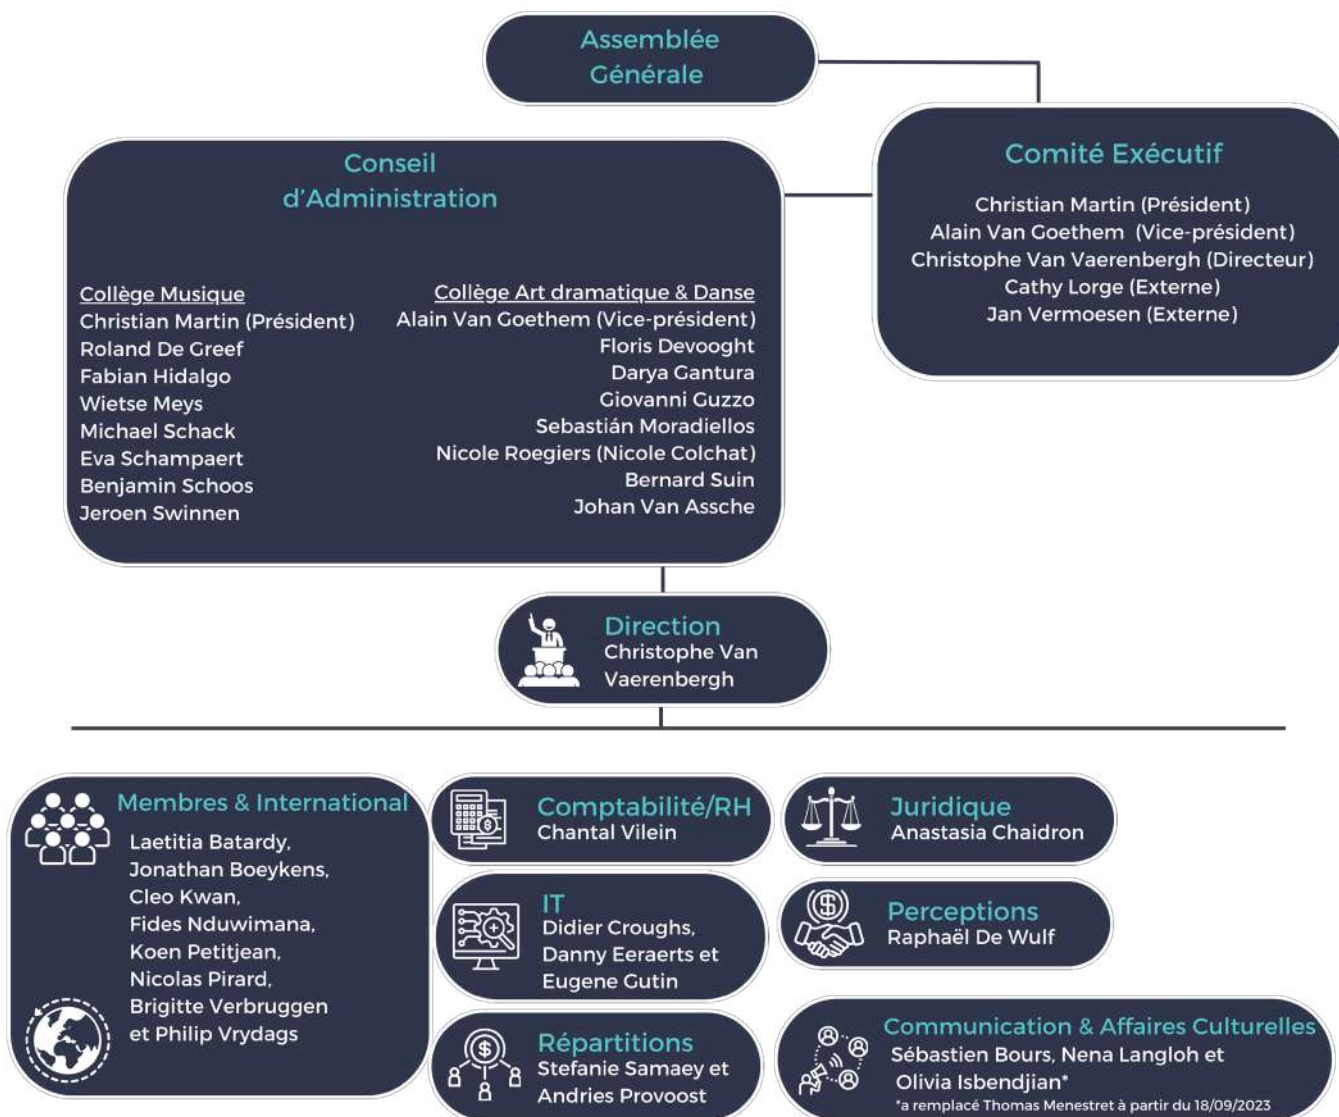 Assemblée
Générale
Comité Exécutif
Christian Martin (Président)
Alain Van Goethem (Vice-président)
Christophe Van Vaerenbergh (Directeur)
Cathy Lorge (Externe)
Jan Vermoesen (Externe)
Conseil
d'Administration
Collège Musique
Christian Martin (Président)
Roland De Greef
Fabian Hidalgo
Wietse Meys
Michael Schack
Eva Schampaert
Benjamin Schoos
Jeroen Swinnen
Collège Art dramatique & Danse
Alain Van Goethem (Vice-président)
Floris Devooght
Darya Gantura
Giovanni Guzzo
Sebastián Moradiellos
Nicole Roegiers (Nicole Colchat)
Bernard Suin
Johan Van Assche
Direction
Christophe Van
Vaerenbergh
Membres & International
Laetitia Batardy,
Jonathan Boeykens,
Cleo Kwan,
Fides Nduwimana,
Koen Petitjean,
Nicolas Pirard,
Brigitte Verbruggen
et Philip Vrydags
Comptabilité/RH
Chantal Vilein
IT
Didier Croughs,
Danny Eeraerts et
Eugene Gutin
Répartitions
Stefanie Samaey et
Andries Provoost
Juridique
Anastasia Chaidron
Perceptions
Raphaël De Wulf
Communication & Affaires Culturelles
Sébastien Bours, Nena Langloh et
Olivia Isbendjian*
*a remplacé Thomas Menestret à partir du 18/09/2023